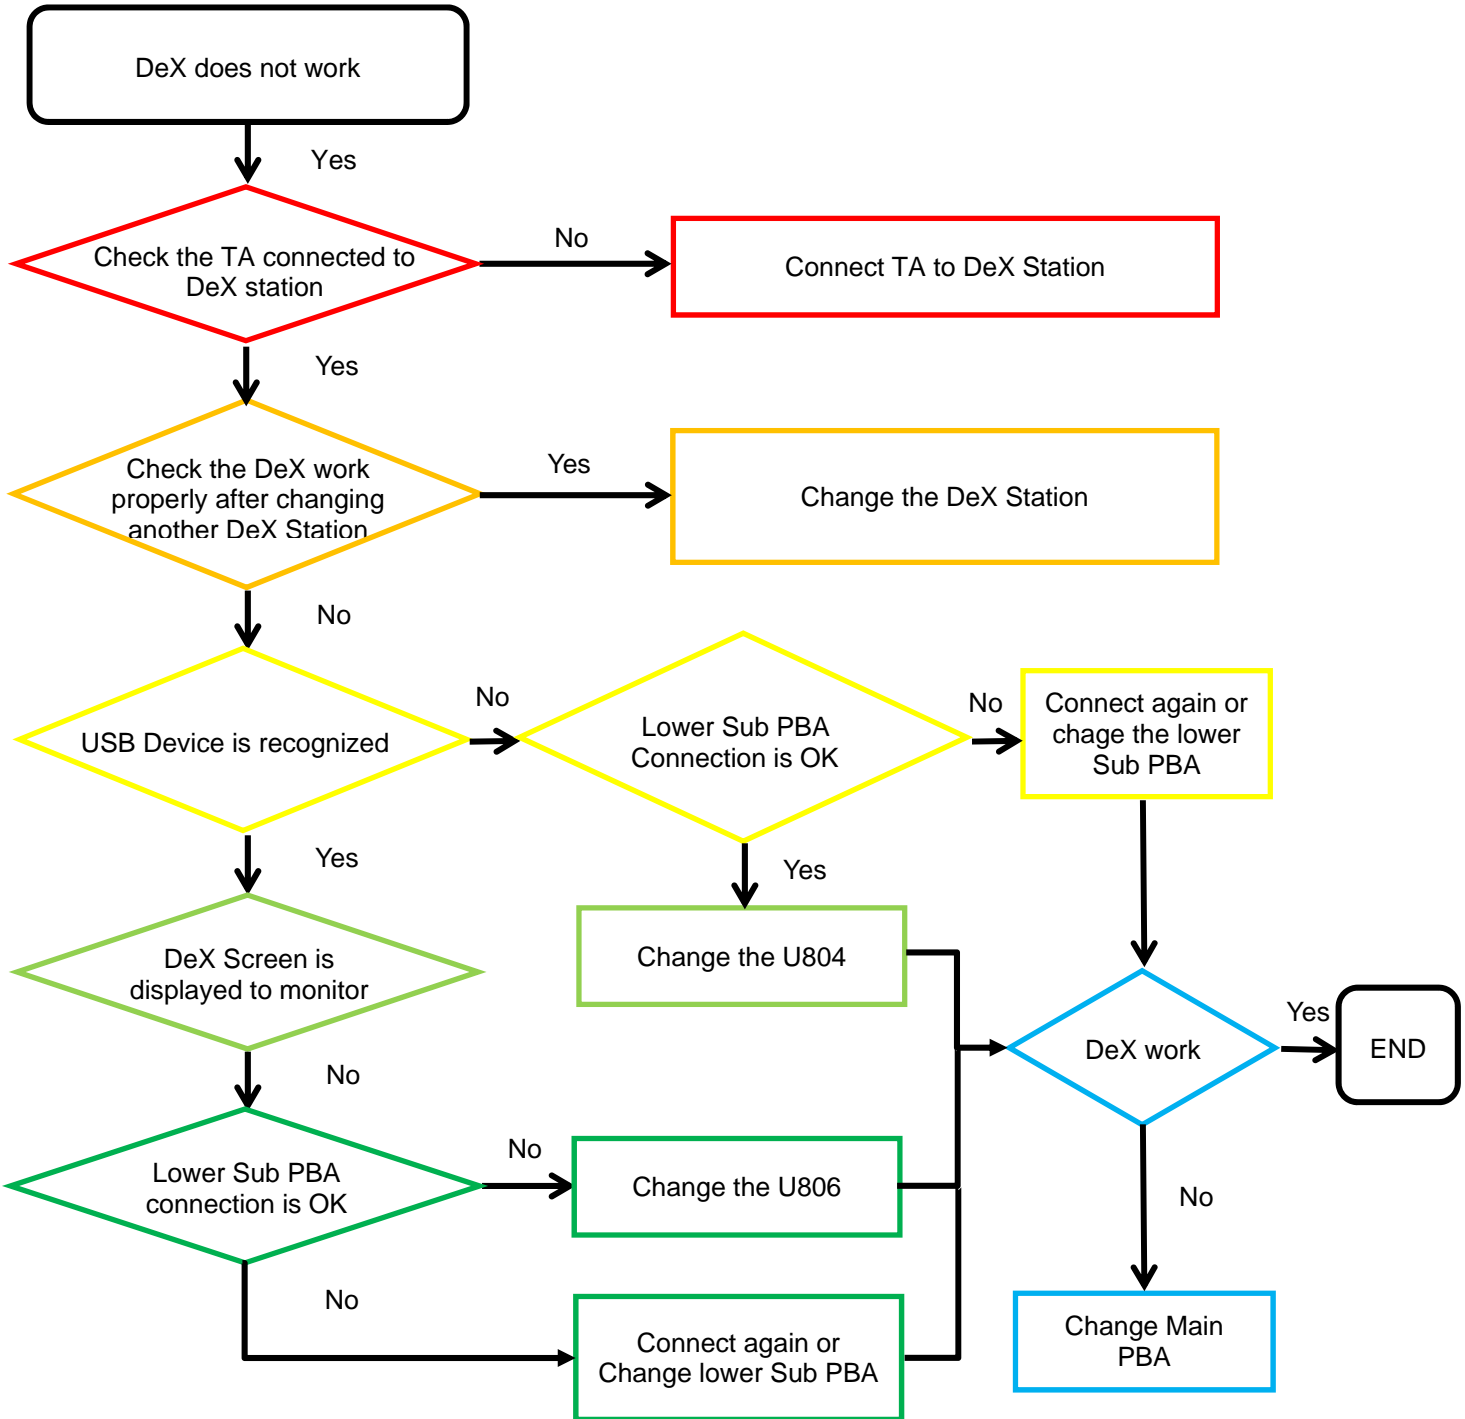 DeX does not work
Yes
Check the TA connected to
DeX station
No
Connect TA to DeX Station
Yes
Check the DeX work
properly after changing
another DeX Station
Yes
Change the DeX Station
No
USB Device is recognized
No
Lower Sub PBA
Connection is OK
No
Connect again or
chage the lower
Sub PBA
Yes
Yes
DeX Screen is
displayed to monitor
Change the U804
DeX work
Yes
END
No
Lower Sub PBA
connection is OK
No
Change the U806
No
No
Connect again or
Change lower Sub PBA
Change Main
PBA